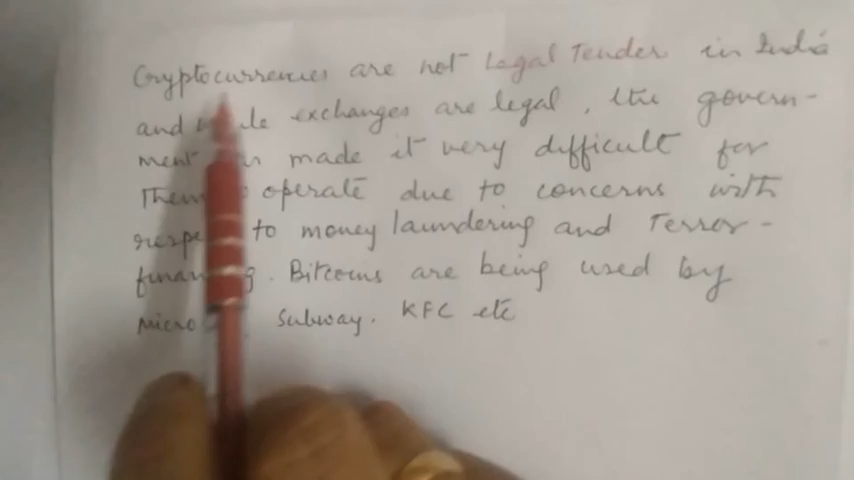 Cryptocurrencies are not Legal Tender in India
and exchanges are legal, the govern-
ment made it very difficult for
Them operate due to concerns with
to money laundering and Terror-
Bitcoins are being used by
Subway. KFC etc